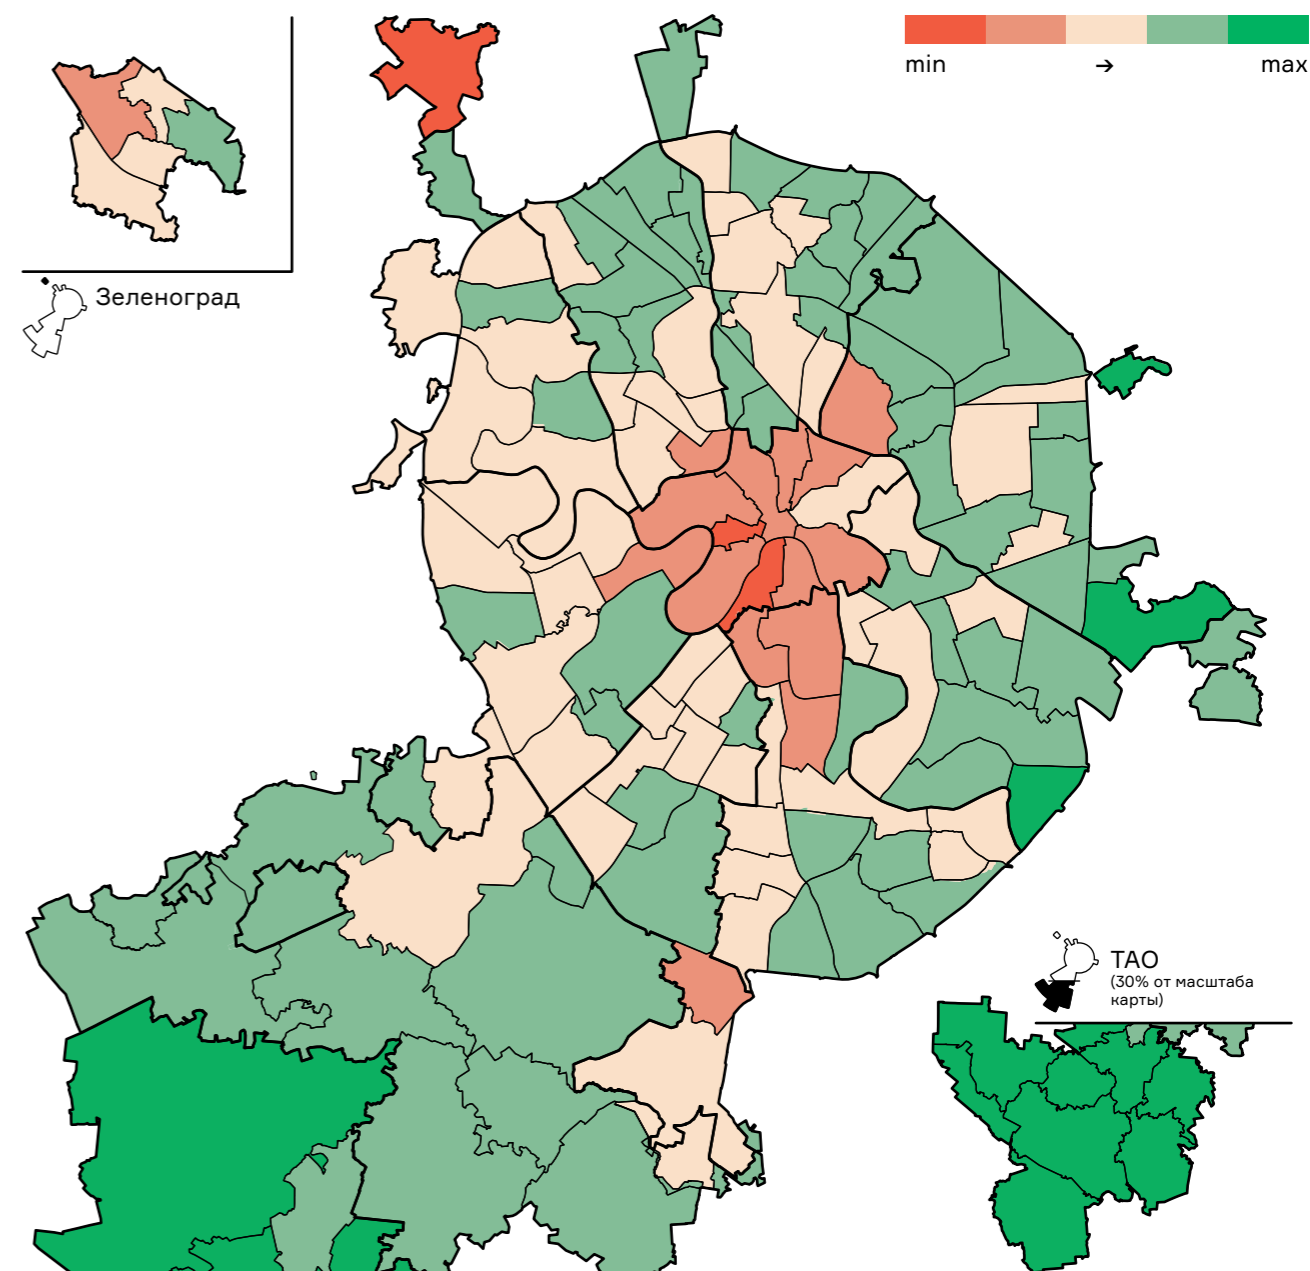 min → max
Зеленоград
ТАО
(30% от масштаба
карты)